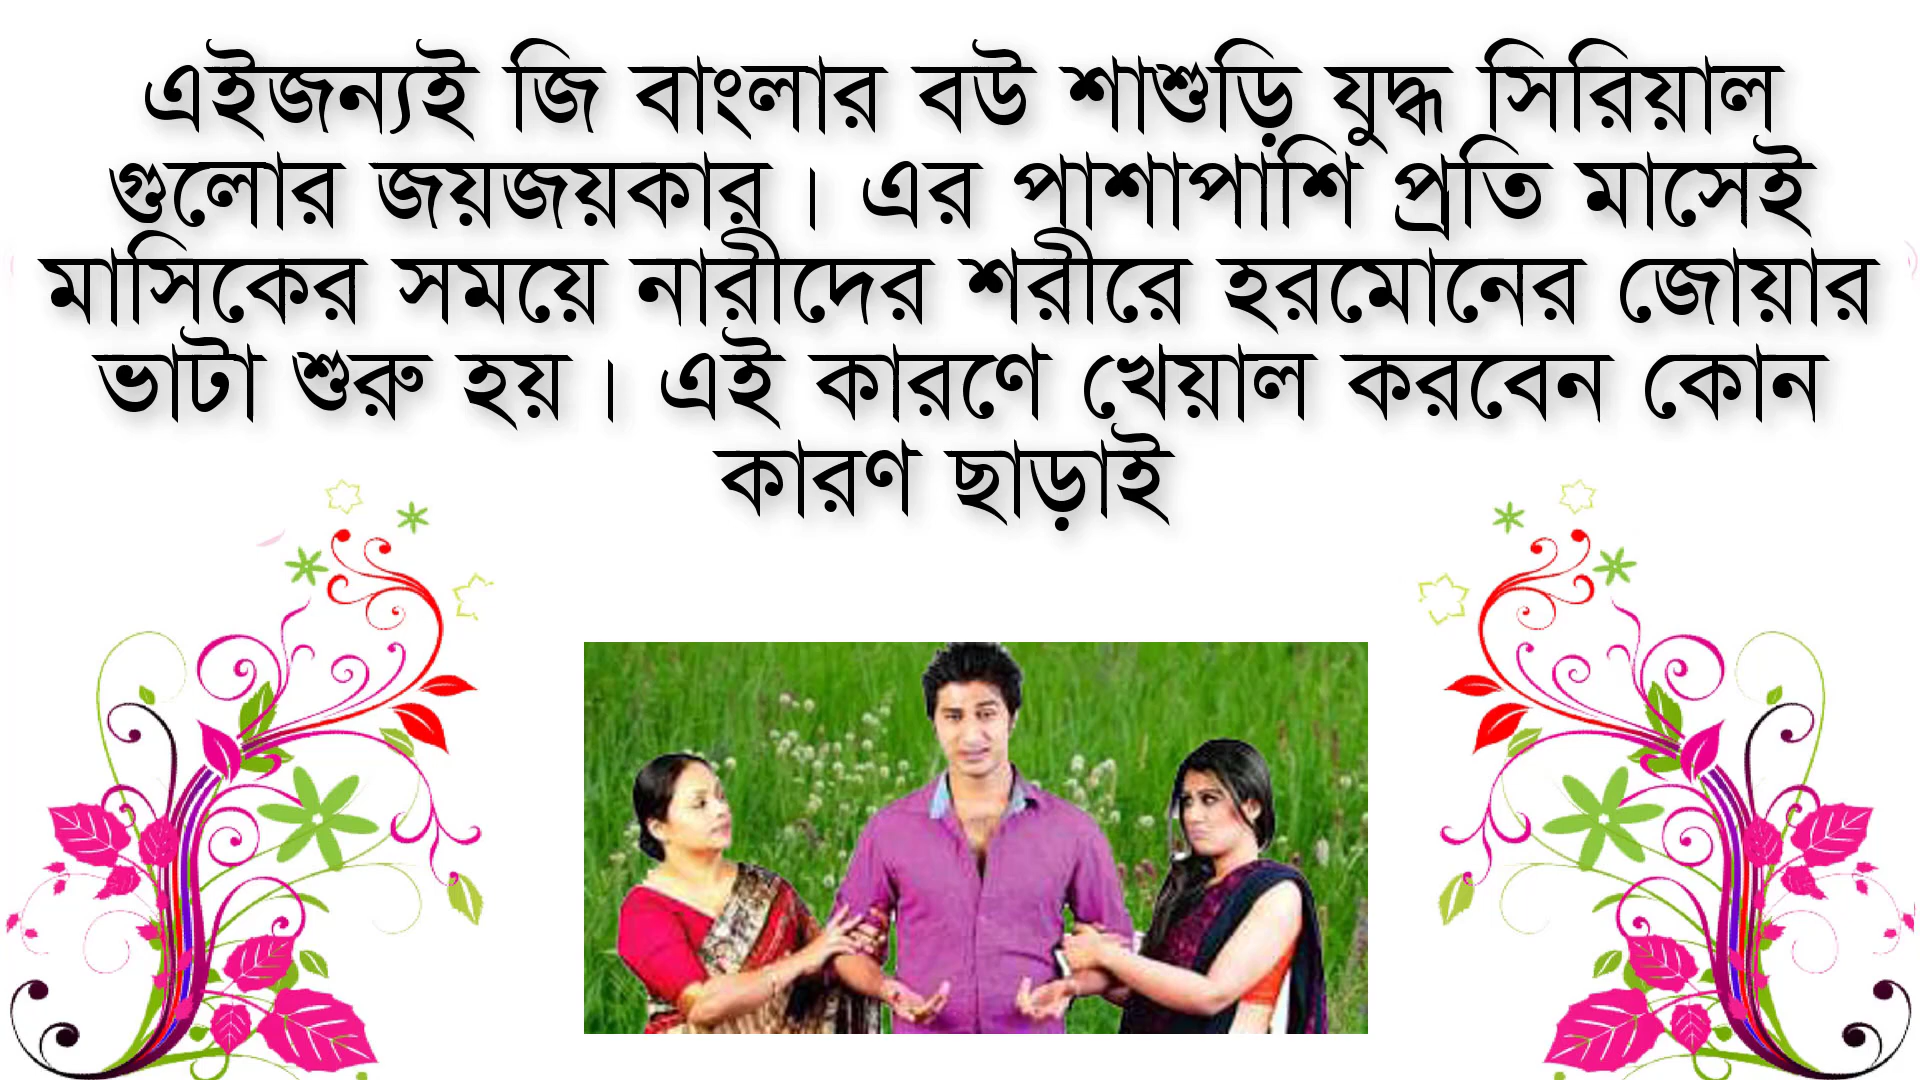 এইজন্যই জি বাংলার বউ শাশুড়ি যুদ্ধ সিরিয়াল
গুলোর জয়জয়কার। এর পাশাপাশি প্রতি মাসেই
মাসিকের সময়ে নারীদের শরীরে হরমোনের জোয়ার
ভাটা শুরু হয়। এই কারণে খেয়াল করবেন কোন
কারণ ছাড়াই